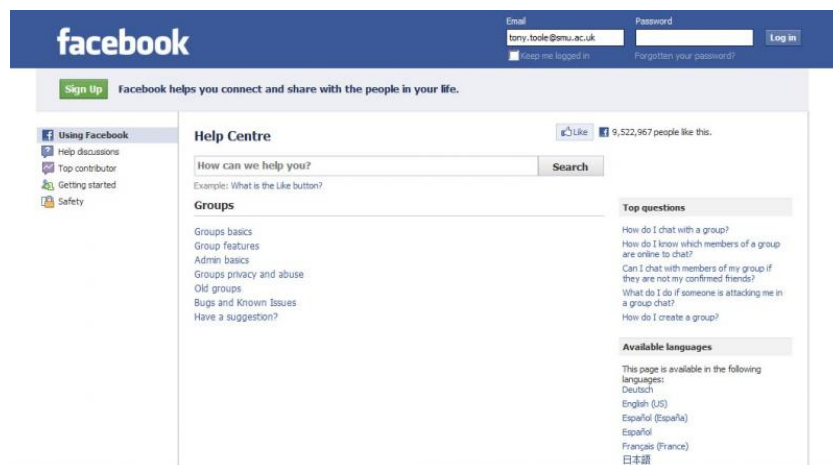 Email
Password
facebook
tony.toole@smu.ac.uk
Log in
Keep me logged in
Forgotten your password?
Sign Up
Facebook helps you connect and share with the people in your life.
Using Facebook
Help discussions
Top contributor
Getting started
Safety
Help Centre
Like
9,522,967 people like this.
How can we help you?
Search
Example: What is the Like button?
Groups
Groups basics
Group features
Admin basics
Groups privacy and abuse
Old groups
Bugs and Known Issues
Have a suggestion?
Top questions
How do I chat with a group?
How do I know which members of a group
are online to chat?
Can I chat with members of my group if
they are not my confirmed friends?
What do I do if someone is attacking me in
a group chat?
How do I create a group?
Available languages
This page is available in the following
languages:
Deutsch
English (US)
Español (España)
Español
Français (France)
日本語